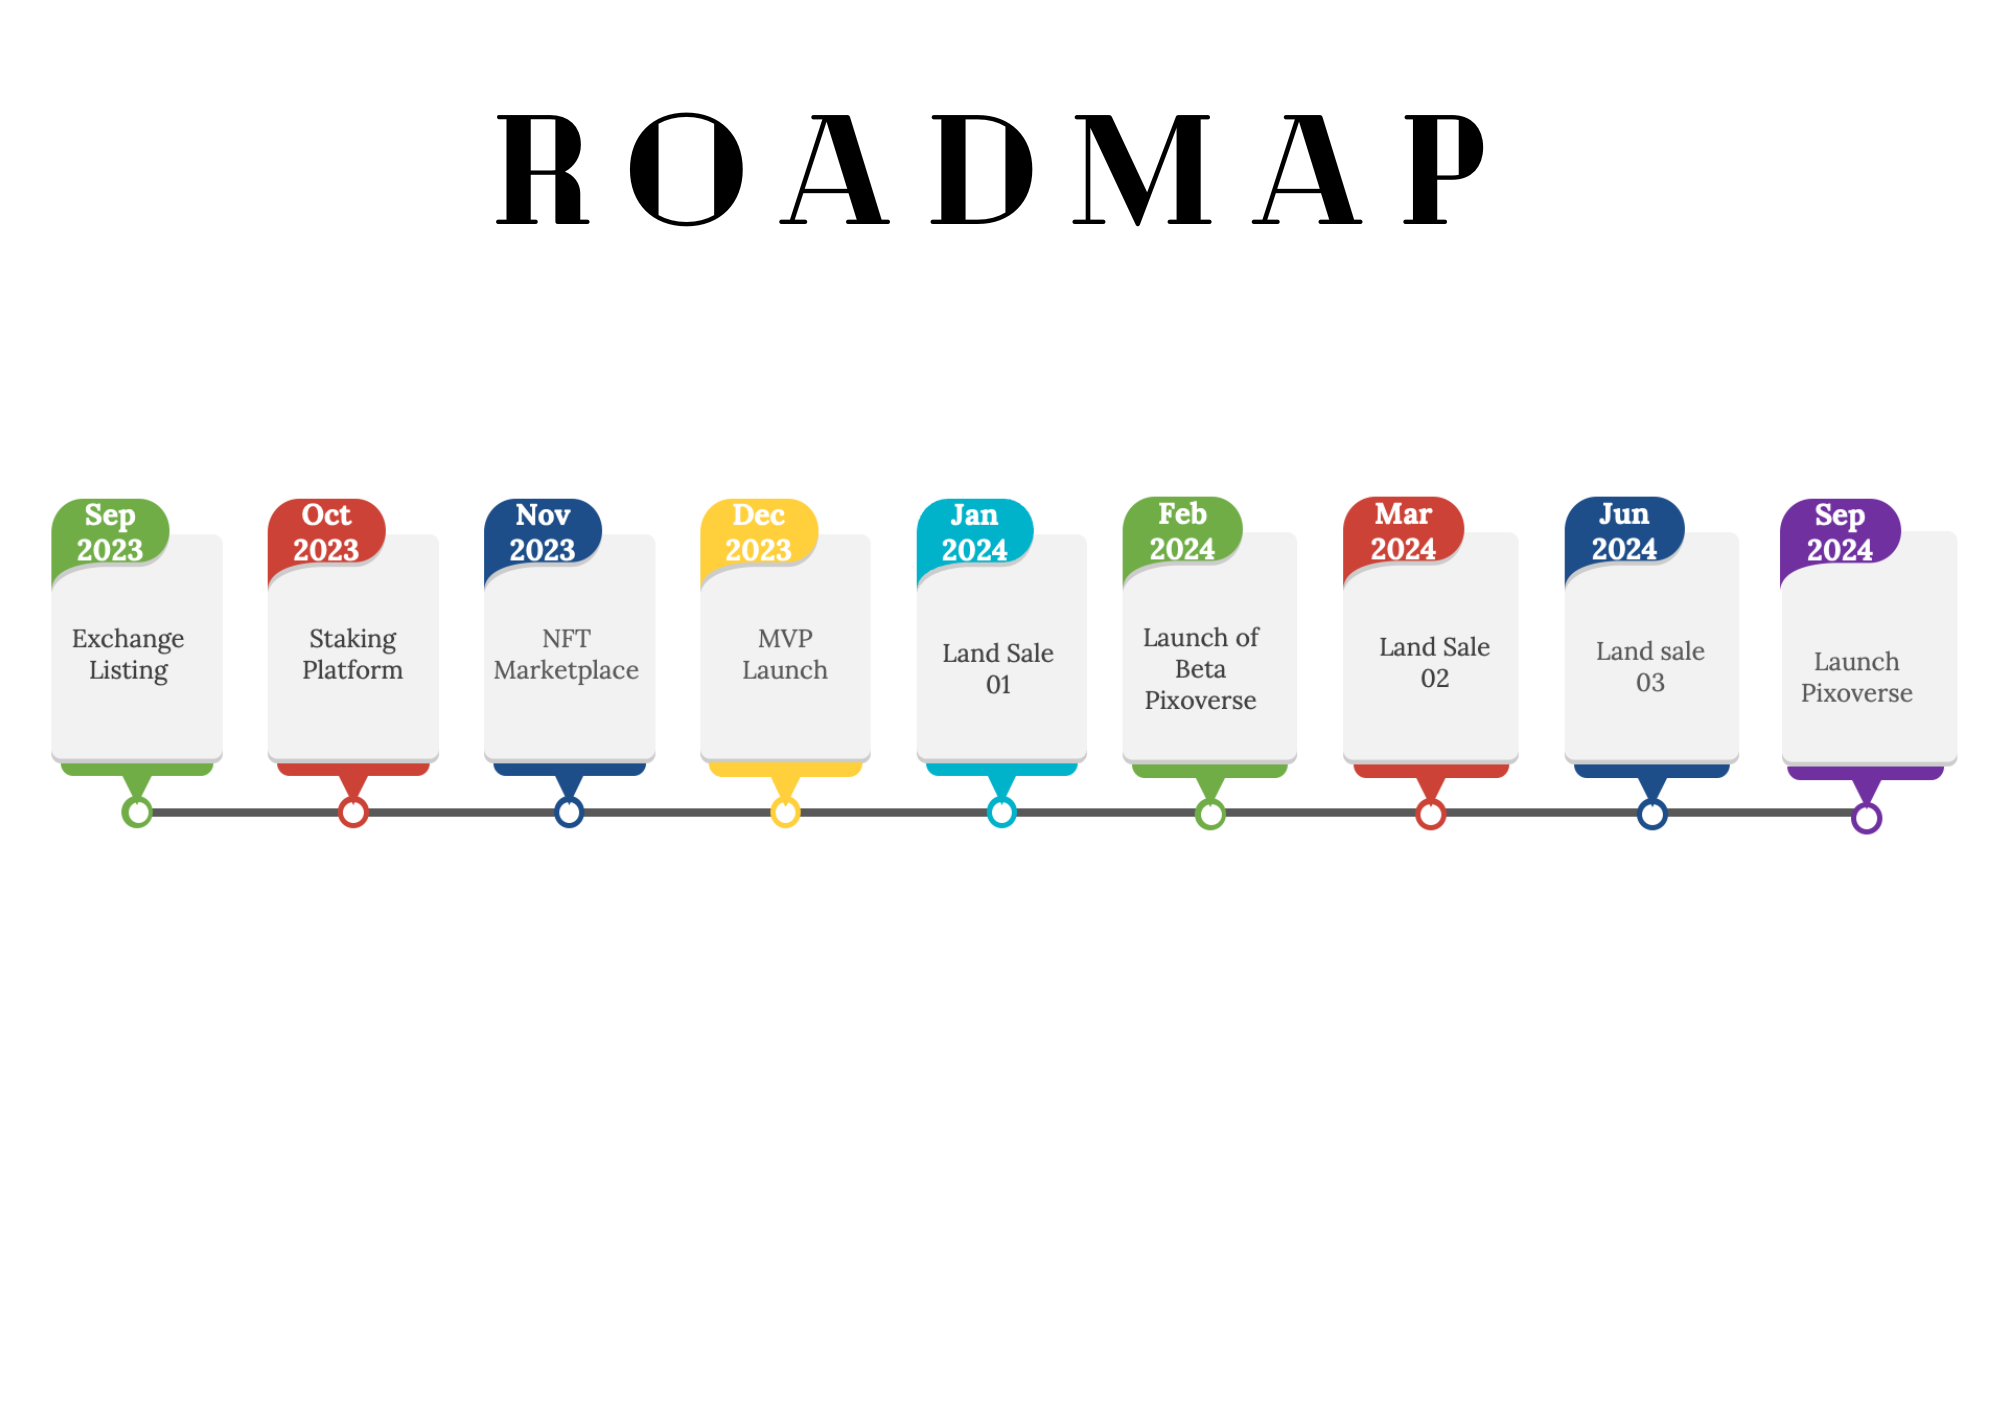 ROADMAP
Sep
2023
Exchange
Listing
Oct
2023
Staking
Platform
Nov
2023
NFT
Marketplace
Dec
2023
MVP
Launch
Jan
2024
Land Sale
01
Feb
2024
Launch of
Beta
Pixoverse
Mar
2024
Land Sale
02
Jun
2024
Land sale
03
Sep
2024
Launch
Pixoverse